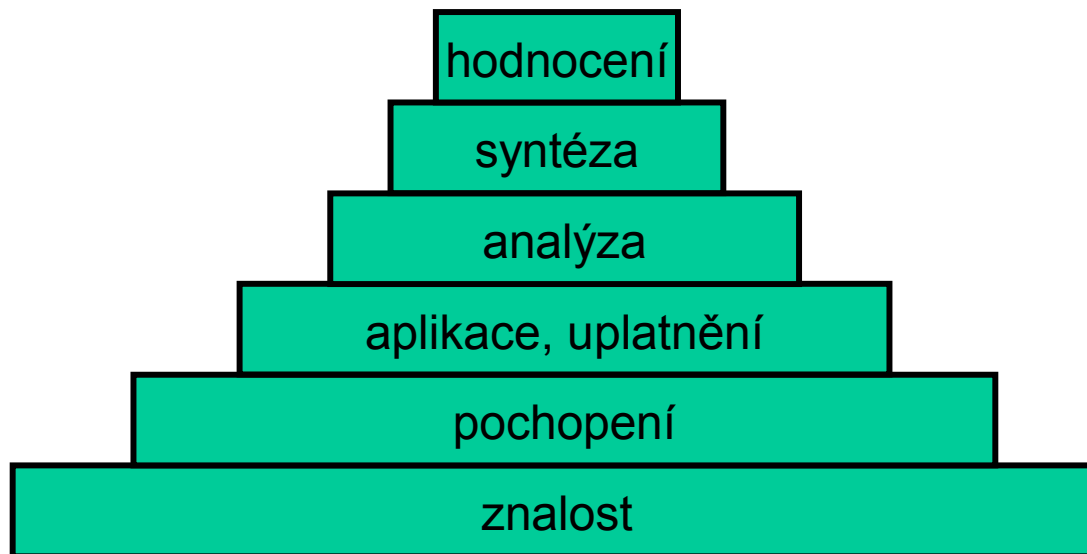 hodnocení
syntéza
analýza
aplikace, uplatnění
pochopení
znalost